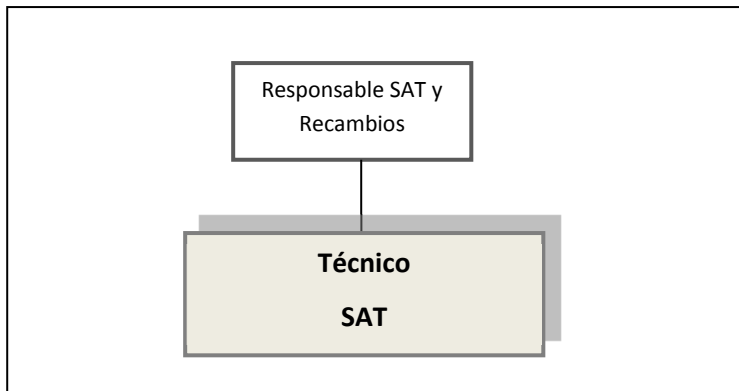 Responsable SAT y
Recambios
Técnico
SAT